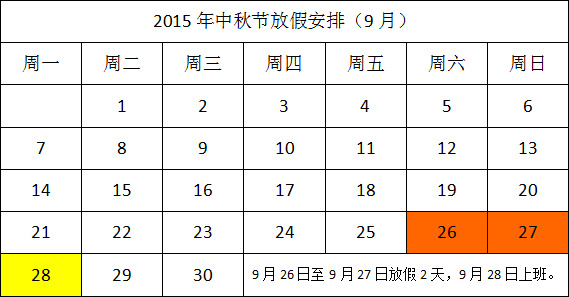 2015 年中秋节放假安排（9 月）
周一 周二 周三 周四 周五 周六 周日
1 2 3 4 5 6
7 8 9 10 11 12 13
14 15 16 17 18 19 20
21 22 23 24 25 26 27
28 29 30 9 月 26 日至 9 月 27 日放假 2 天，9 月 28 日上班。